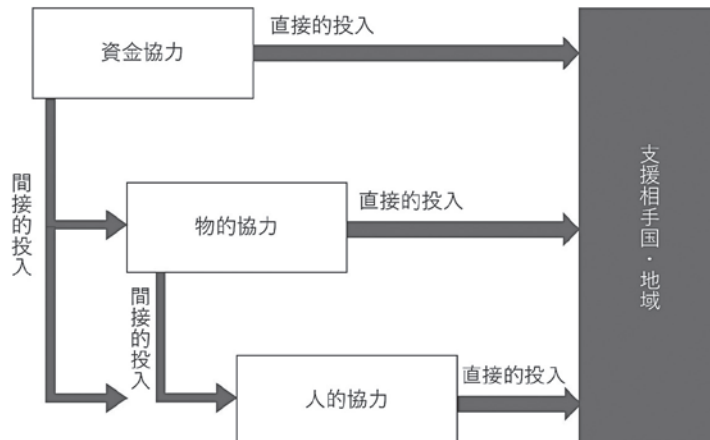 直接的投入
資金協力
間接的投入
物的協力
直接的投入
支援相手国・地域
間接的投入
人的協力
直接的投入